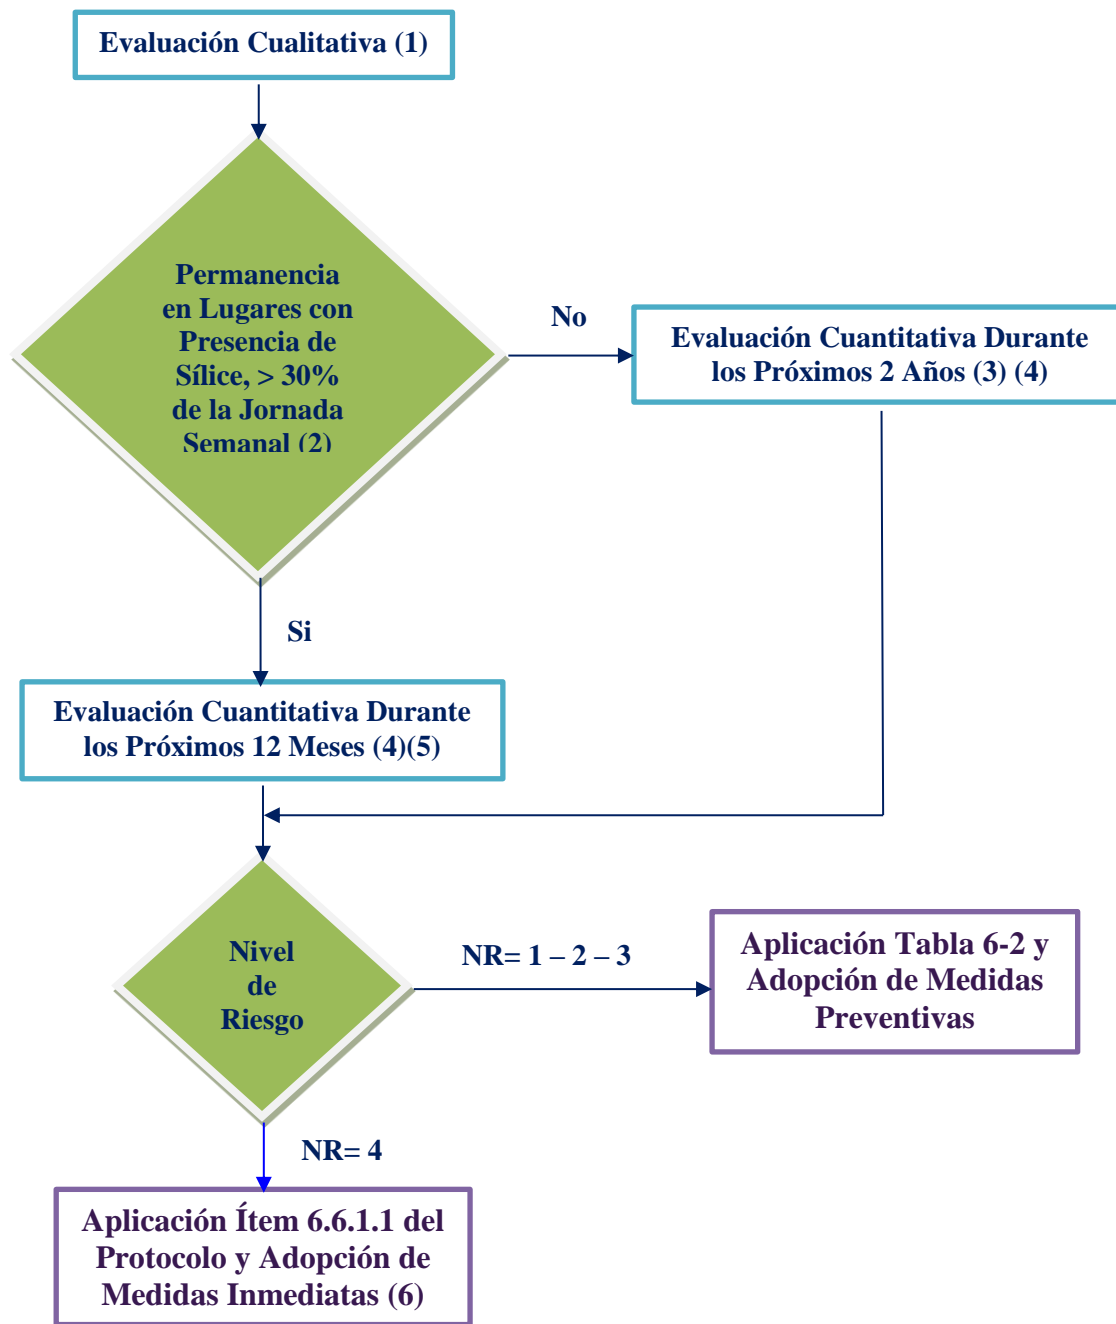 Evaluación Cualitativa (1)
Permanencia
en Lugares con
Presencia de
Sílice, > 30%
de la Jornada
Semanal (2)
No
Evaluación Cuantitativa Durante
los Próximos 2 Años (3) (4)
Si
Evaluación Cuantitativa Durante
los Próximos 12 Meses (4)(5)
Nivel
de
Riesgo
NR= 1 – 2 – 3
Aplicación Tabla 6-2 y
Adopción de Medidas
Preventivas
NR= 4
Aplicación Ítem 6.6.1.1 del
Protocolo y Adopción de
Medidas Inmediatas (6)